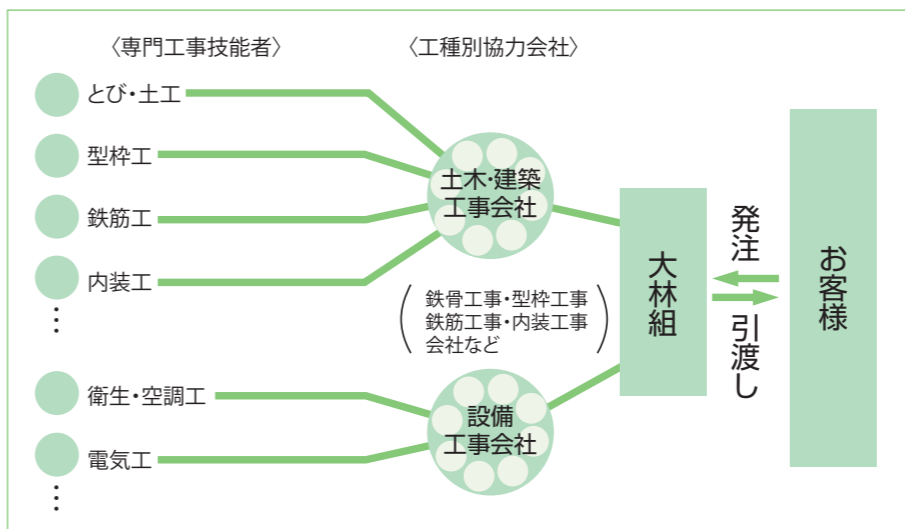 〈専門工事技能者〉
〈工種別協力会社〉
とび・土工
型枠工
鉄筋工
内装工
⋮
衛生・空調工
電気工
⋮
土木・建築
工事会社
(鉄骨工事・型枠工事
鉄筋工事・内装工事
会社など)
設備
工事会社
大林組
発注
引渡し
お客様